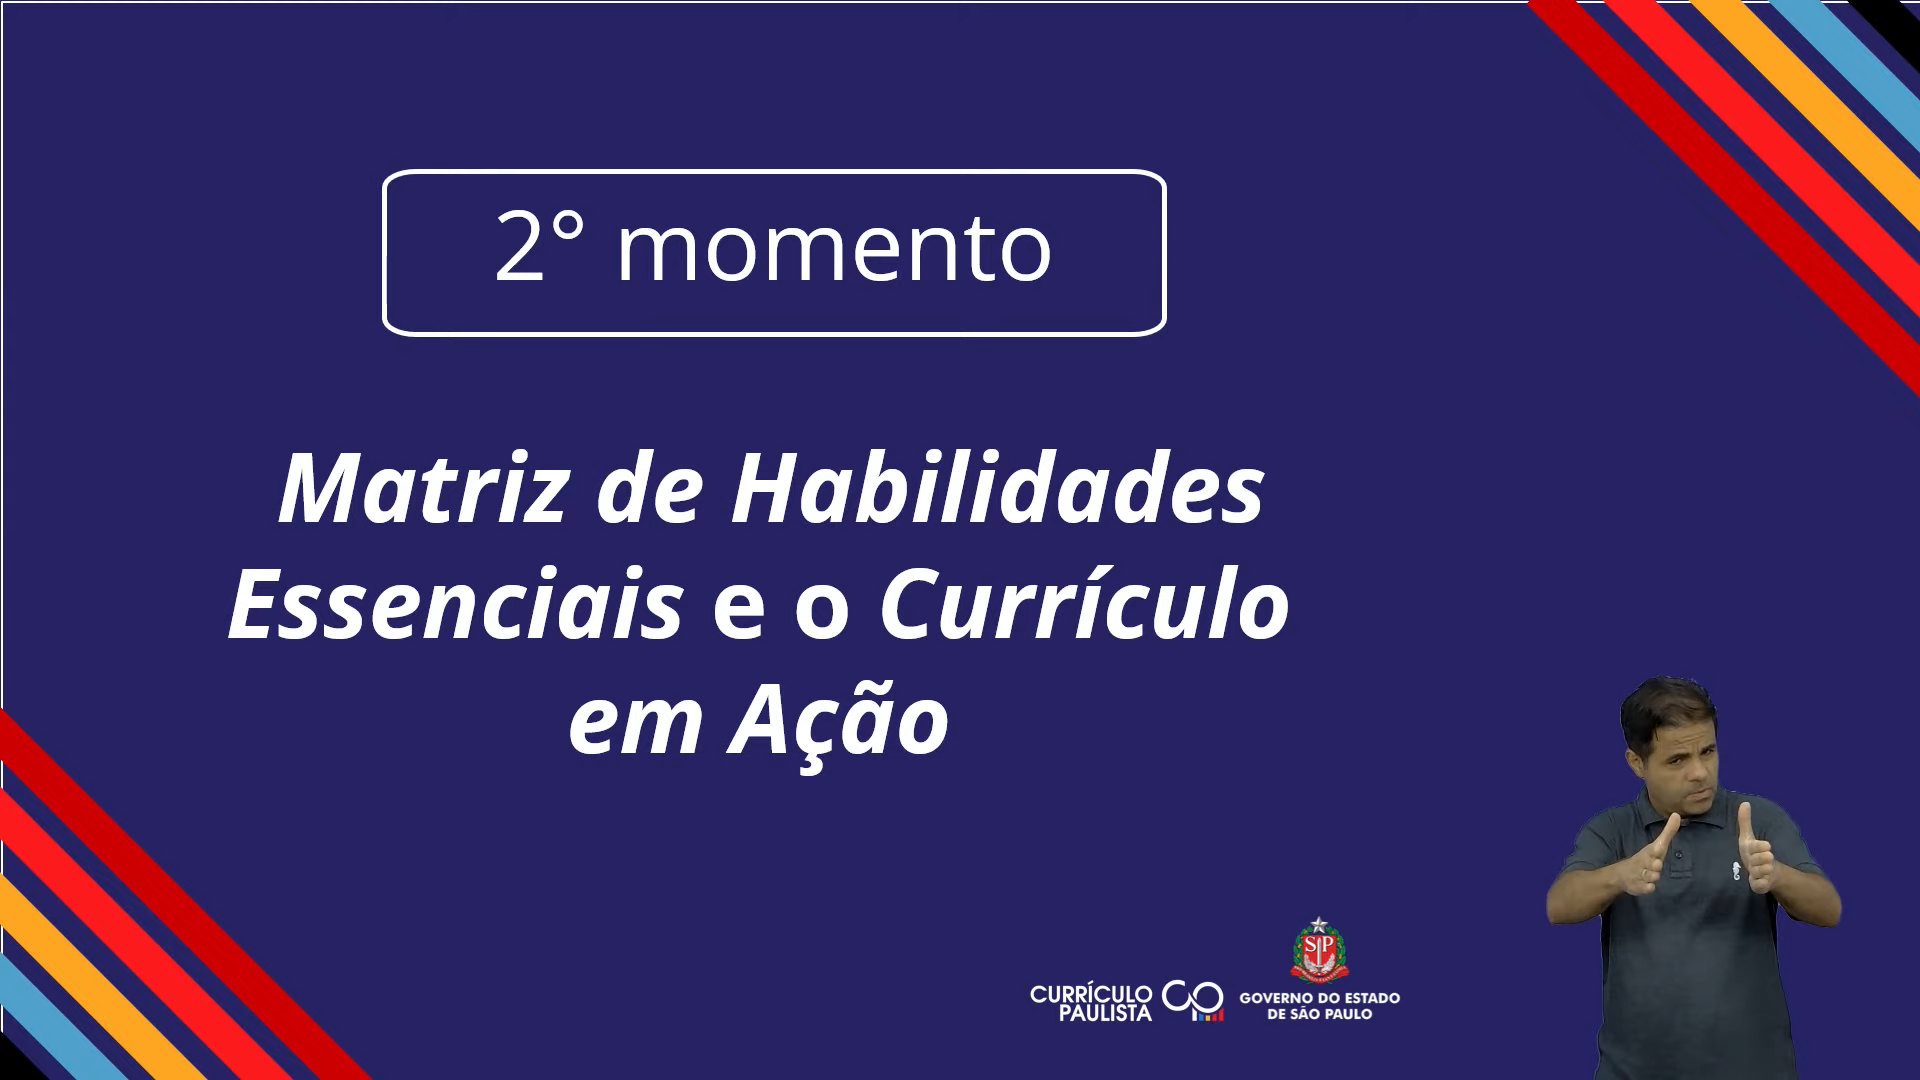 2° momento
Matriz de Habilidades
Essenciais e o Currículo
em Ação
SP
CURRÍCULO
PAULISTA
GOVERNO DO ESTADO
DE SÃO PAULO